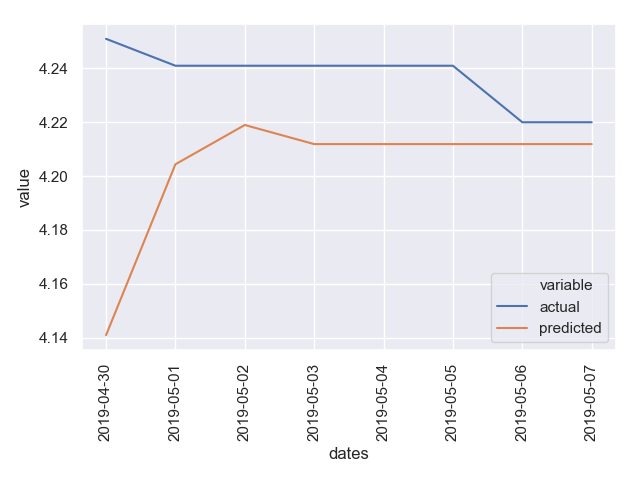 4.24
4.22
4.20
4.18
4.16
4.14
value
variable
actual
predicted
2019-04-30
2019-05-01
2019-05-02
2019-05-03
2019-05-04
2019-05-05
2019-05-06
2019-05-07
dates